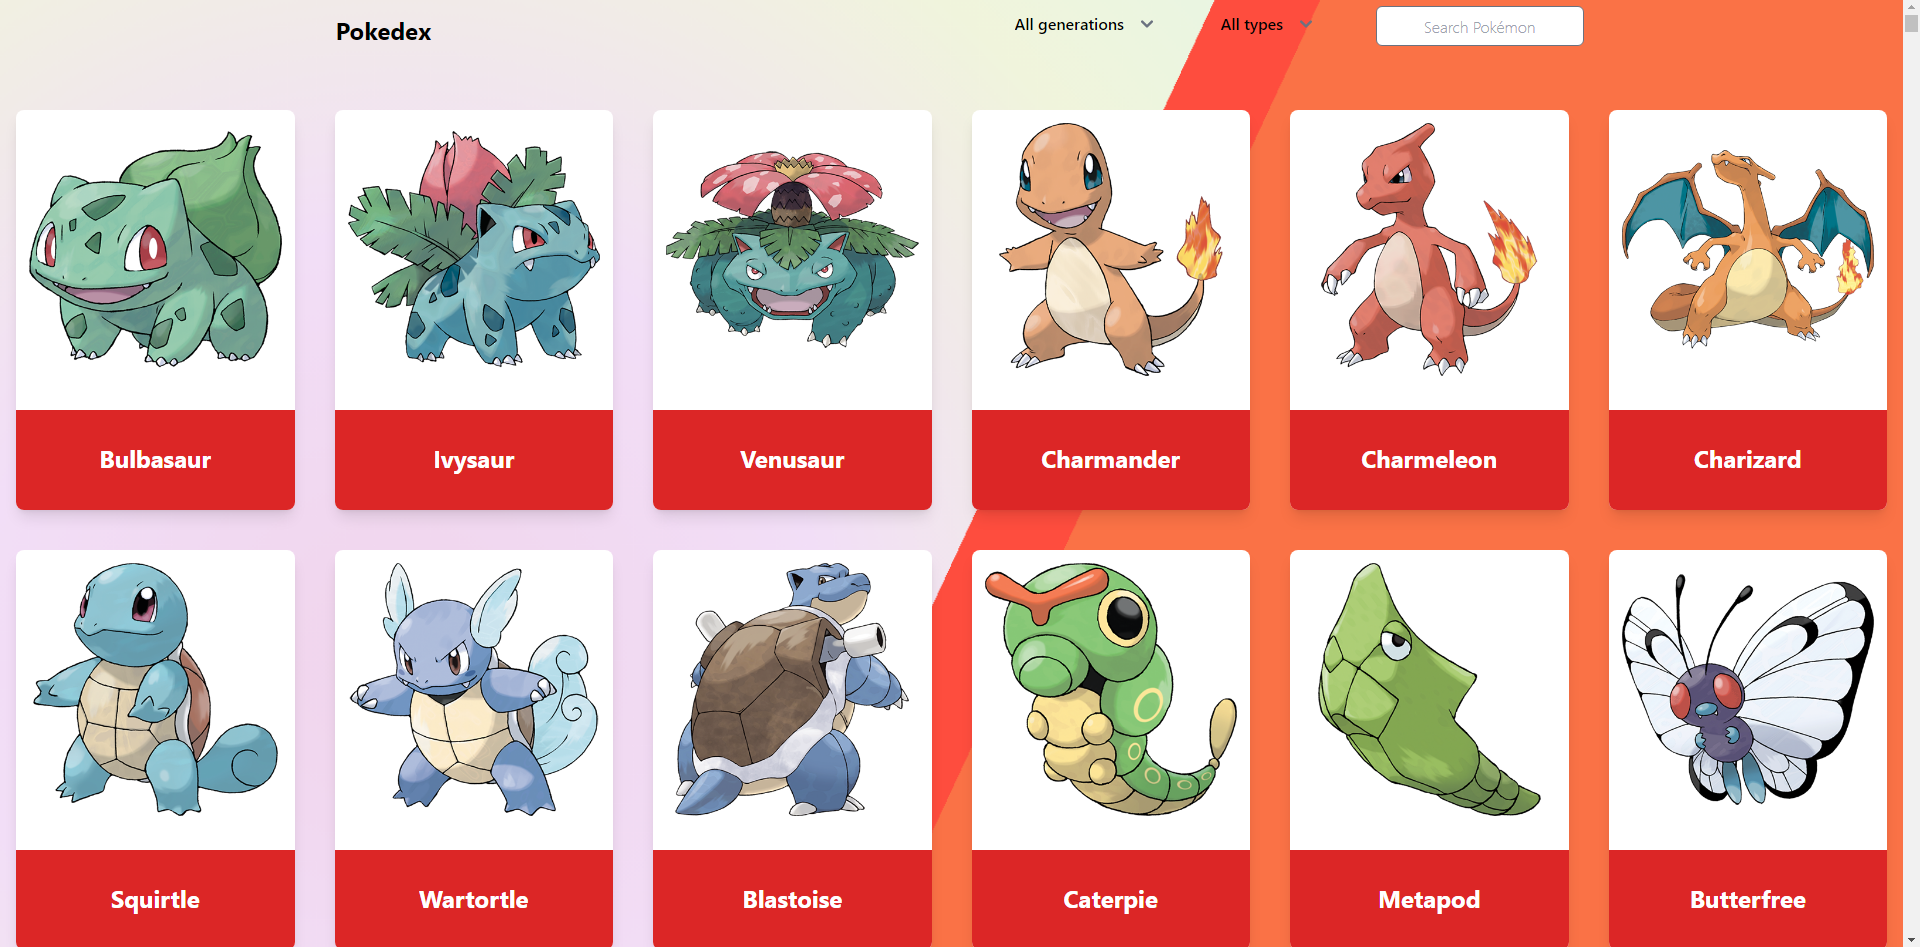 Pokedex
All generations
All types
Search Pokémon
Bulbasaur
Ivysaur
Venusaur
Charmander
Charmeleon
Charizard
Squirtle
Wartortle
Blastoise
Caterpie
Metapod
Butterfree